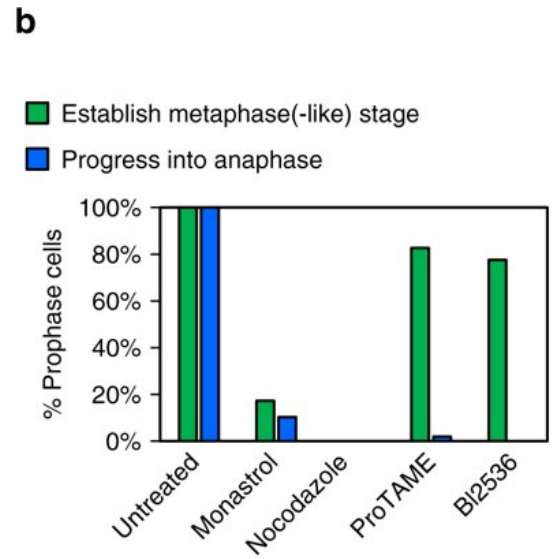 b
Establish metaphase(-like) stage
Progress into anaphase
% Prophase cells
100%
80%
60%
40%
20%
0%
Untreated
Monastrol
Nocodazole
ProTAME
BI2536